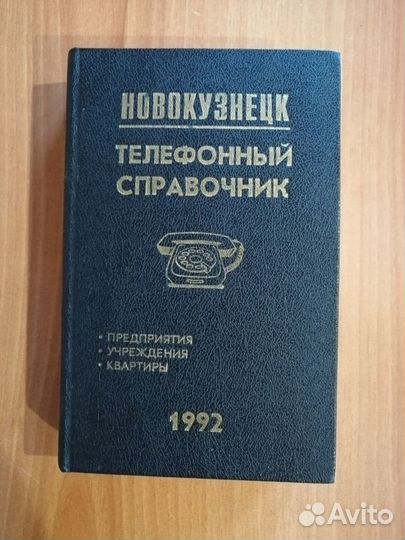 НОВОКУЗНЕЦК
ТЕЛЕФОННЫЙ
СПРАВОЧНИК
• ПРЕДПРИЯТИЯ
• УЧРЕЖДЕНИЯ
• КВАРТИРЫ
1992
Avito